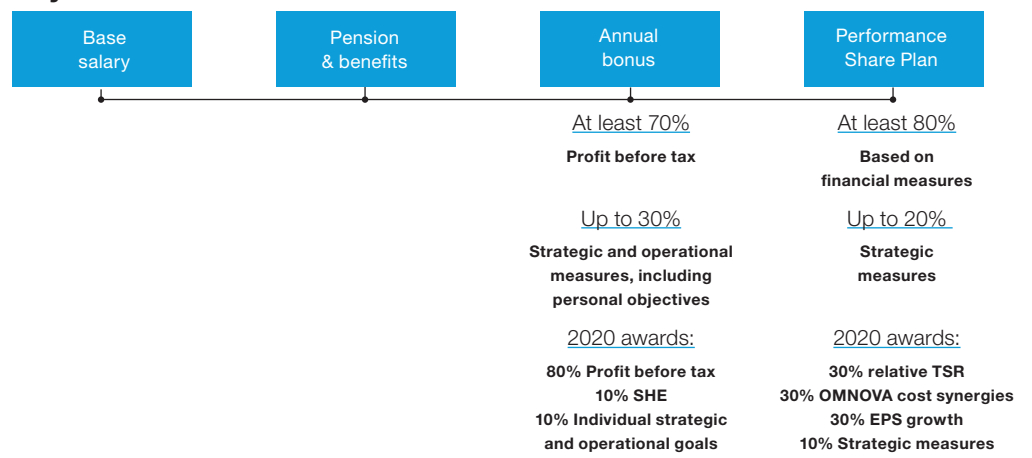 Base
salary
Pension
& benefits
Annual
bonus
Performance
Share Plan
At least 70%
Profit before tax
Up to 30%
Strategic and operational
measures, including
personal objectives
2020 awards:
80% Profit before tax
10% SHE
10% Individual strategic
and operational goals
At least 80%
Based on
financial measures
Up to 20%
Strategic
measures
2020 awards:
30% relative TSR
30% OMNOVA cost synergies
30% EPS growth
10% Strategic measures